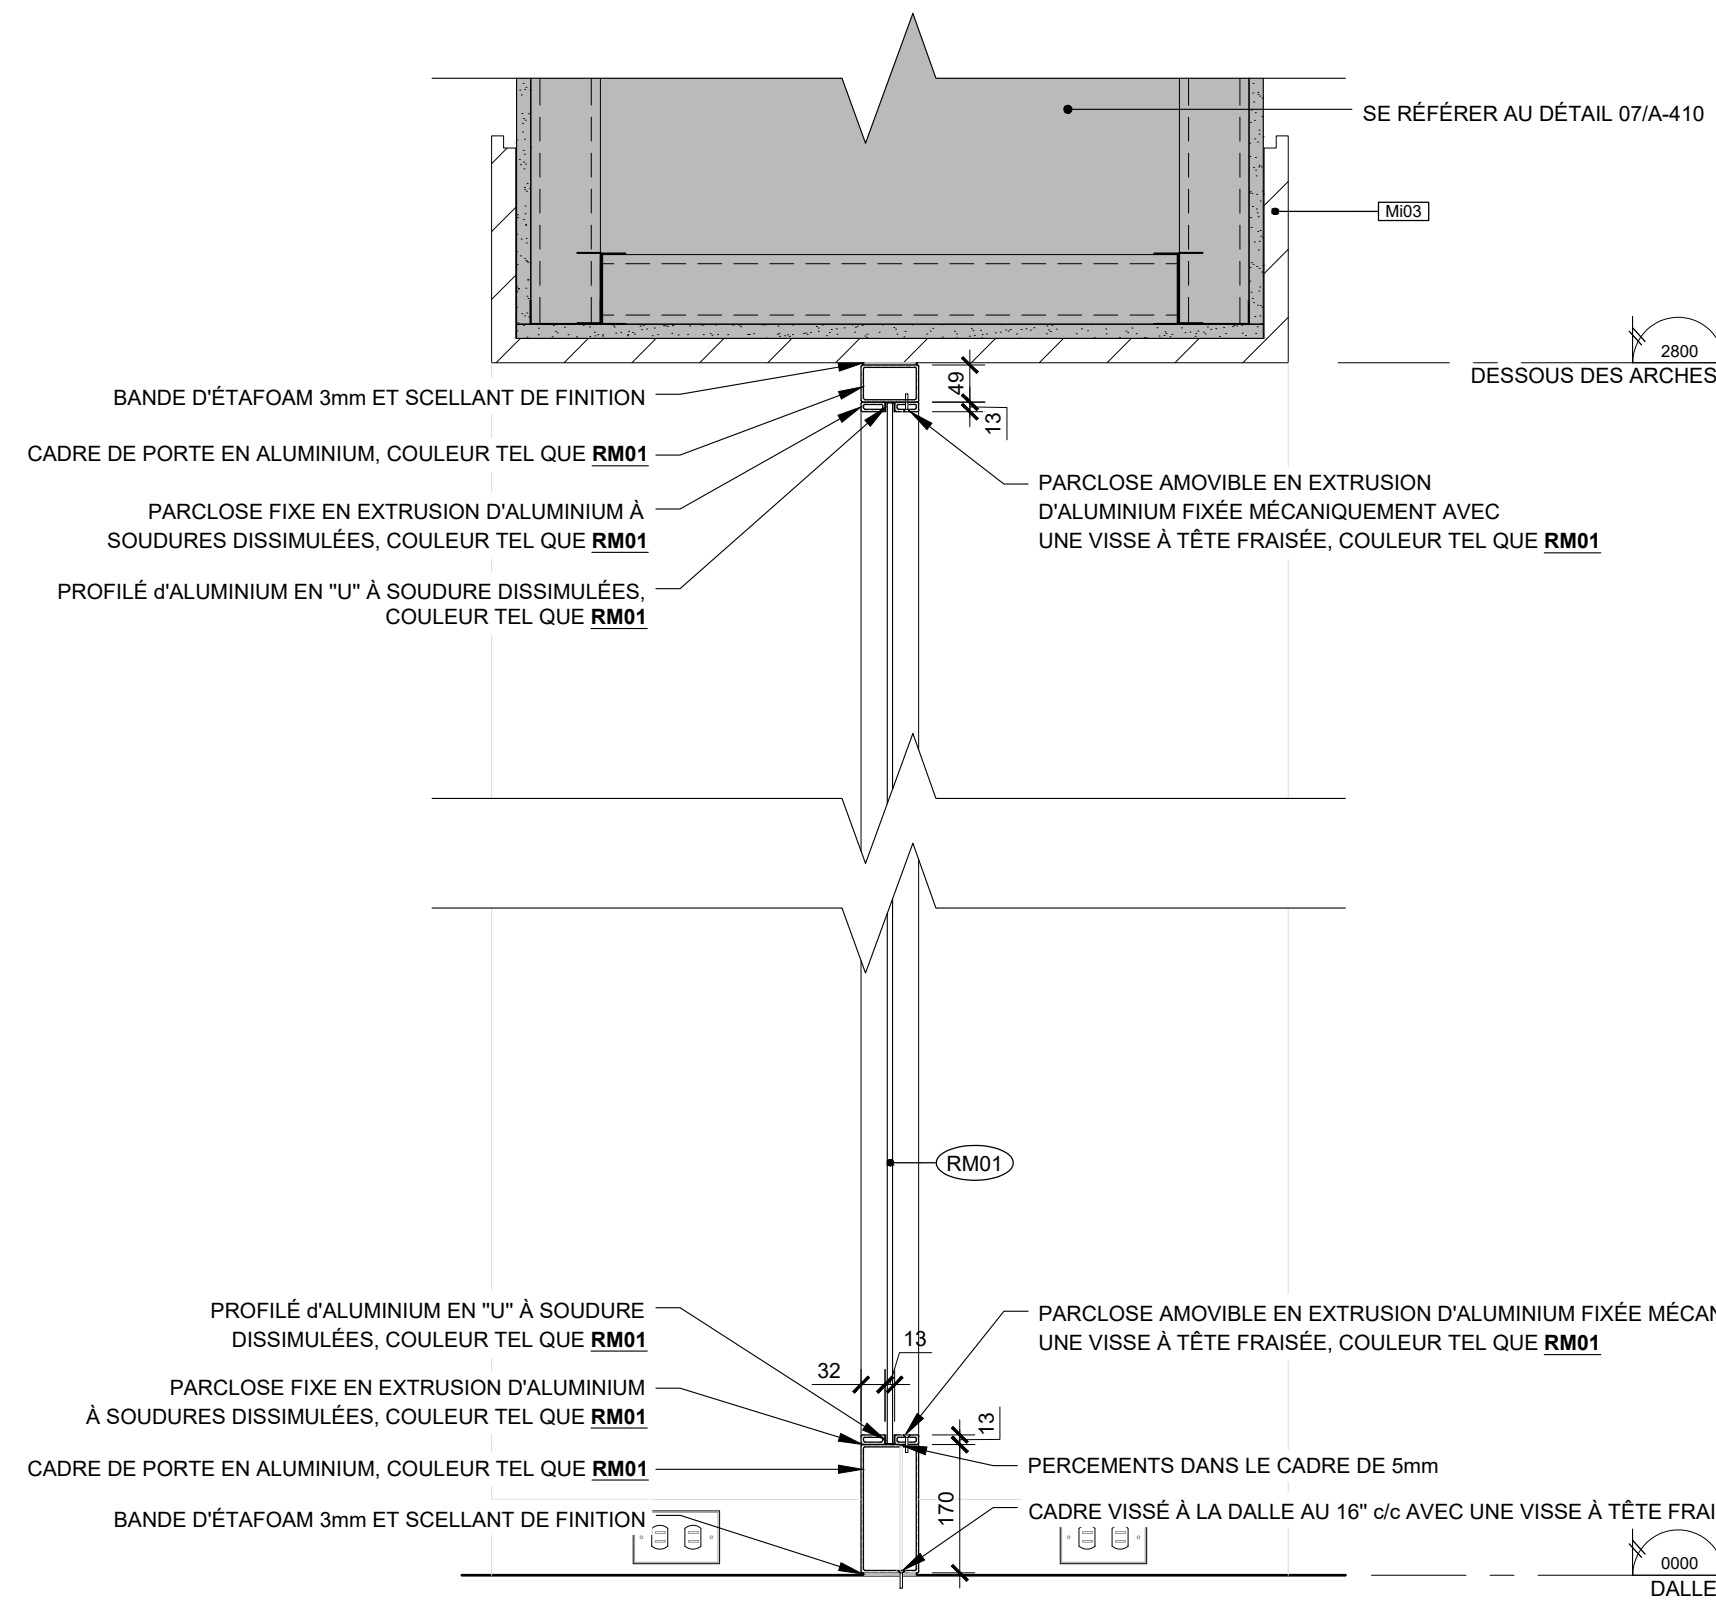 SE RÉFÉRER AU DÉTAIL 07/A-410
Mi03
2800
DESSOUS DES ARCHES
49
13
BANDE D'ÉTAFOAM 3mm ET SCELLANT DE FINITION
CADRE DE PORTE EN ALUMINIUM, COULEUR TEL QUE RM01
PARCLOSE FIXE EN EXTRUSION D'ALUMINIUM À
SOUDURES DISSIMULÉES, COULEUR TEL QUE RM01
PROFILÉ d'ALUMINIUM EN "U" À SOUDURE DISSIMULÉES,
COULEUR TEL QUE RM01
PARCLOSE AMOVIBLE EN EXTRUSION
D'ALUMINIUM FIXÉE MÉCANIQUEMENT AVEC
UNE VISSE À TÊTE FRAISÉE, COULEUR TEL QUE RM01
RM01
PROFILÉ d'ALUMINIUM EN "U" À SOUDURE
DISSIMULÉES, COULEUR TEL QUE RM01
PARCLOSE FIXE EN EXTRUSION D'ALUMINIUM
À SOUDURES DISSIMULÉES, COULEUR TEL QUE RM01
CADRE DE PORTE EN ALUMINIUM, COULEUR TEL QUE RM01
BANDE D'ÉTAFOAM 3mm ET SCELLANT DE FINITION
32
13
13
170
PARCLOSE AMOVIBLE EN EXTRUSION D'ALUMINIUM FIXÉE MÉCAN
UNE VISSE À TÊTE FRAISÉE, COULEUR TEL QUE RM01
PERCEMENTS DANS LE CADRE DE 5mm
CADRE VISSÉ À LA DALLE AU 16" c/c AVEC UNE VISSE À TÊTE FRAI
0000
DALLE